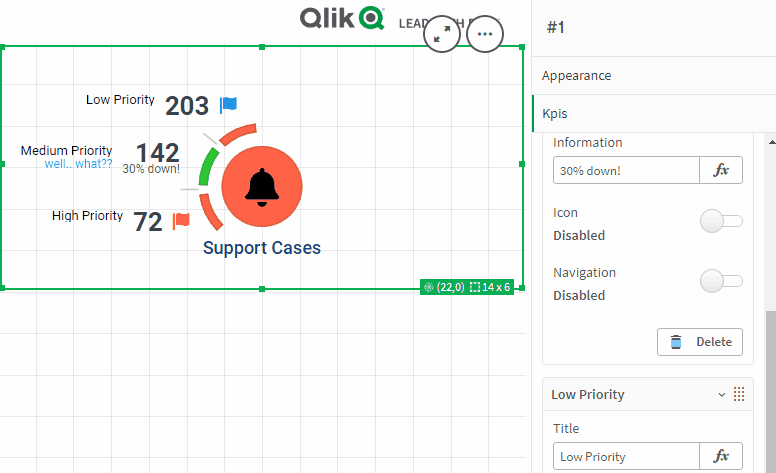 Qlik
LEAD
#1
Appearance
Kpis
Low Priority 203
Medium Priority 142
well.. what?? 30% down!
High Priority 72
Support Cases
(22,0) 14 x 6
Information
30% down! fx
Icon
Disabled
Navigation
Disabled
Delete
Low Priority
Title
Low Priority fx